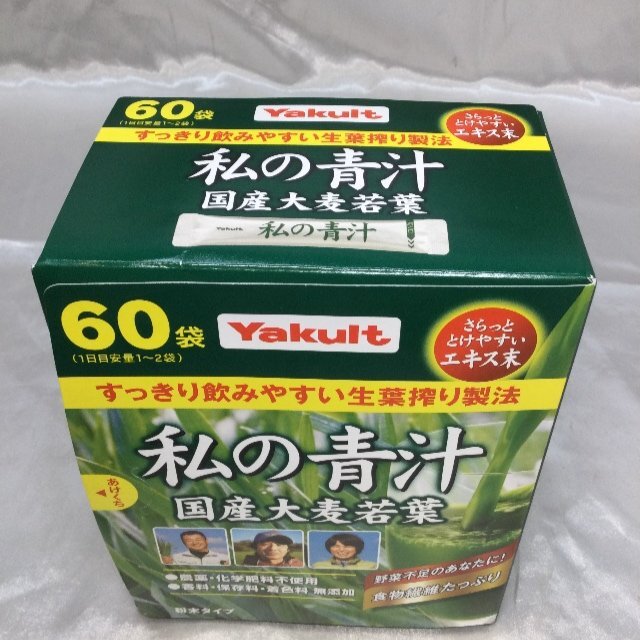 60袋
(1日目安量1~2袋)
Yakult
さらっと
とけやすい
エキス末
すっきり飲みやすい生葉搾り製法
私の青汁
国産大麦若葉
Yakult 私の青汁
60袋
(1日目安量1~2袋)
Yakult
さらっと
とけやすい
エキス末
すっきり飲みやすい生葉搾り製法
私の青汁
あけくち
国産大麦若葉
●農薬・化学肥料不使用
●香料・保存料・着色料 無添加
粉末タイプ
野菜不足のあなたに!
食物繊維たっぷり